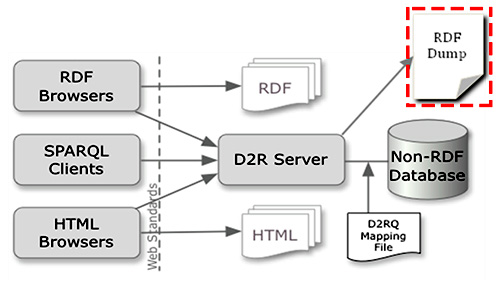 RDF
Dump
RDF
Browsers
RDF
SPARQL
Clients
D2R Server
Non-RDF
Database
Web Standards
HTML
Browsers
HTML
D2RQ
Mapping
File